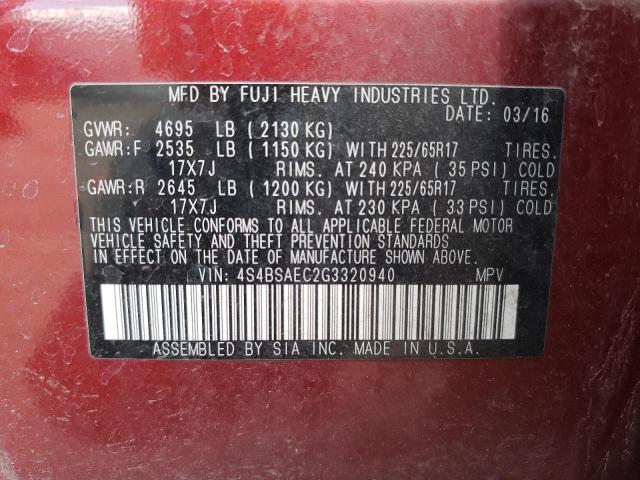 MFD BY FUJI HEAVY INDUSTRIES LTD.
DATE: 03/16
GVWR: 4695 LB (2130 KG)
GAWR:F 2535 LB (1150 KG) WITH 225/65R17 TIRES.
17X7J RIMS. AT 240 KPA (35 PSI) COLD
GAWR:R 2645 LB (1200 KG) WITH 225/65R17 TIRES.
17X7J RIMS. AT 230 KPA (33 PSI) COLD
THIS VEHICLE CONFORMS TO ALL APPLICABLE FEDERAL MOTOR
VEHICLE SAFETY AND THEFT PREVENTION STANDARDS
IN EFFECT ON THE DATE OF MANUFACTURE SHOWN ABOVE.
VIN: 4S4BSAEC2G3320940 MPV
ASSEMBLED BY SIA INC. MADE IN U.S.A.